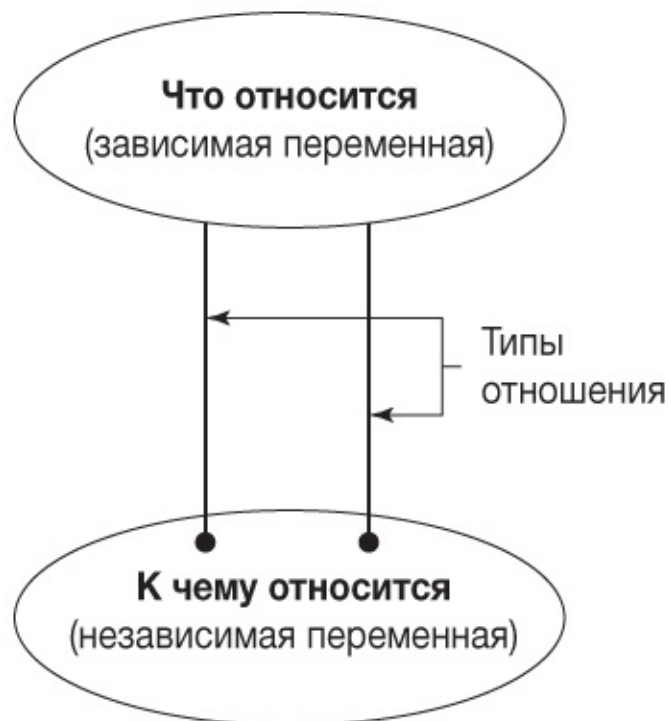 Что относится
(зависимая переменная)
Типы
отношения
К чему относится
(независимая переменная)